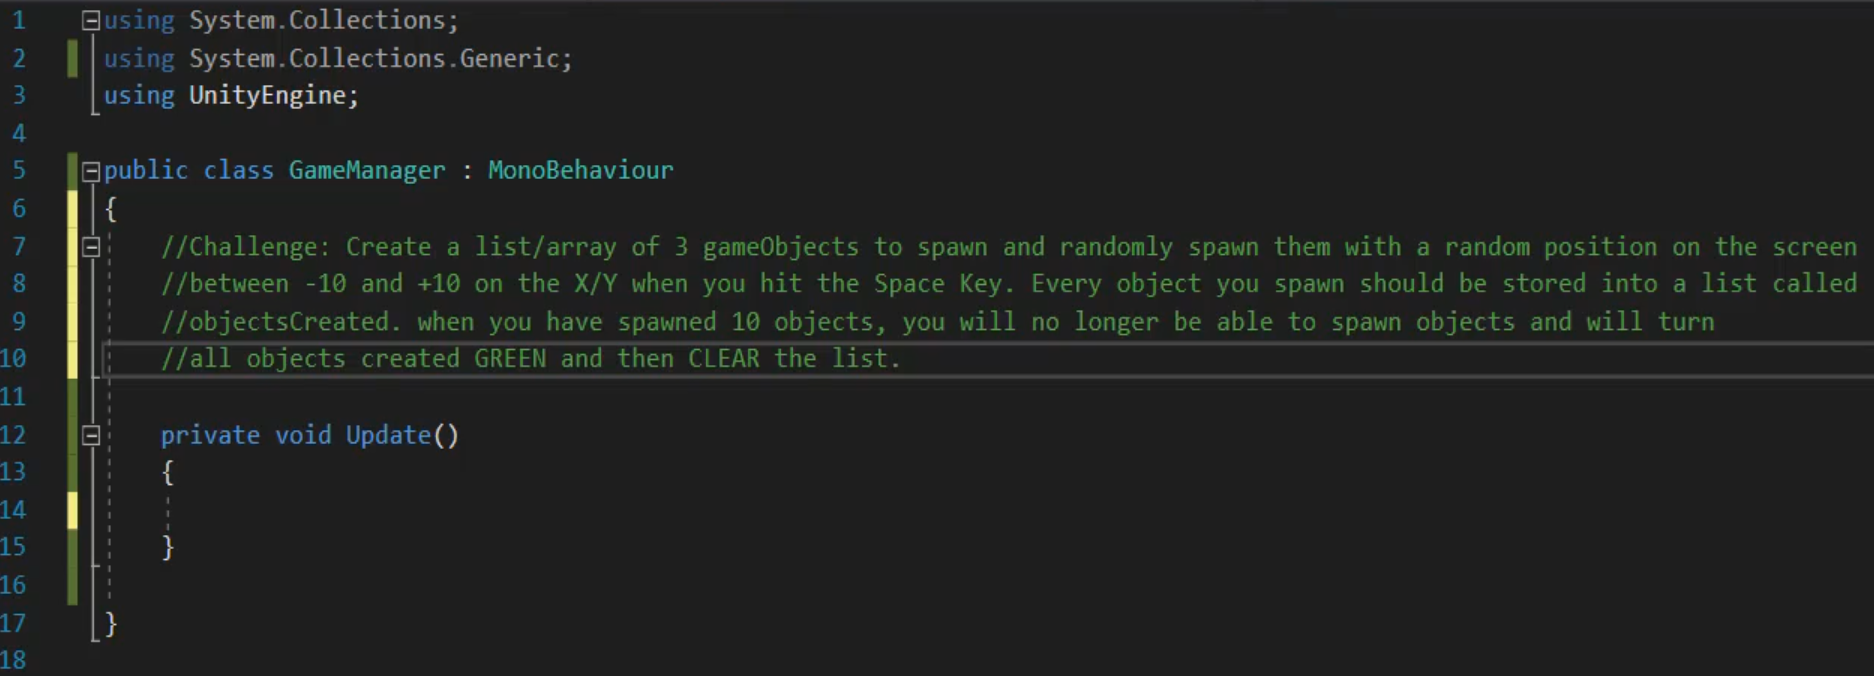 1 using System.Collections;
2 using System.Collections.Generic;
3 using UnityEngine;
4
5 public class GameManager : MonoBehaviour
6 {
7 //Challenge: Create a list/array of 3 gameObjects to spawn and randomly spawn them with a random position on the screen
8 //between -10 and +10 on the X/Y when you hit the Space Key. Every object you spawn should be stored into a list called
9 //objectsCreated. when you have spawned 10 objects, you will no longer be able to spawn objects and will turn
10 //all objects created GREEN and then CLEAR the list.
11
12 private void Update()
13 {
14
15 }
16
17 }
18